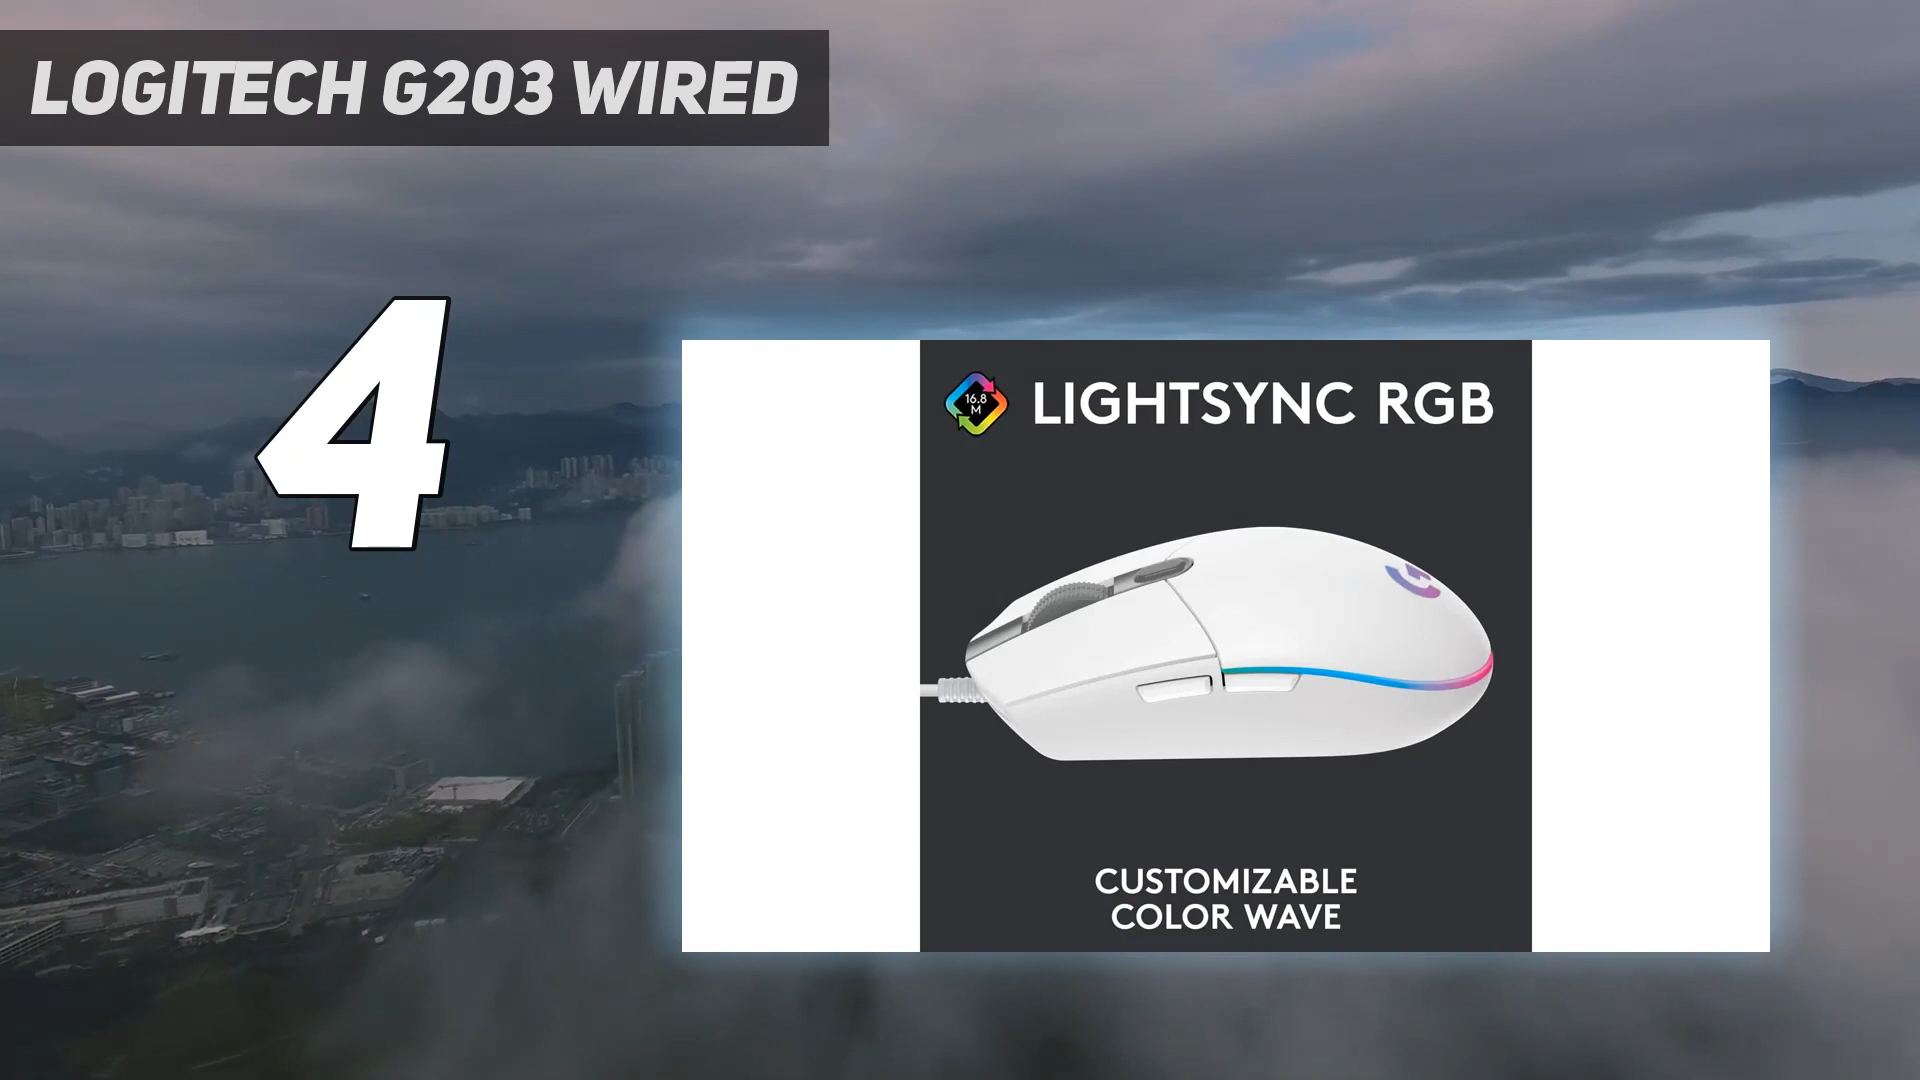 LOGITECH G203 WIRED
4
16.8
M
LIGHTSYNC RGB
G
CUSTOMIZABLE
COLOR WAVE